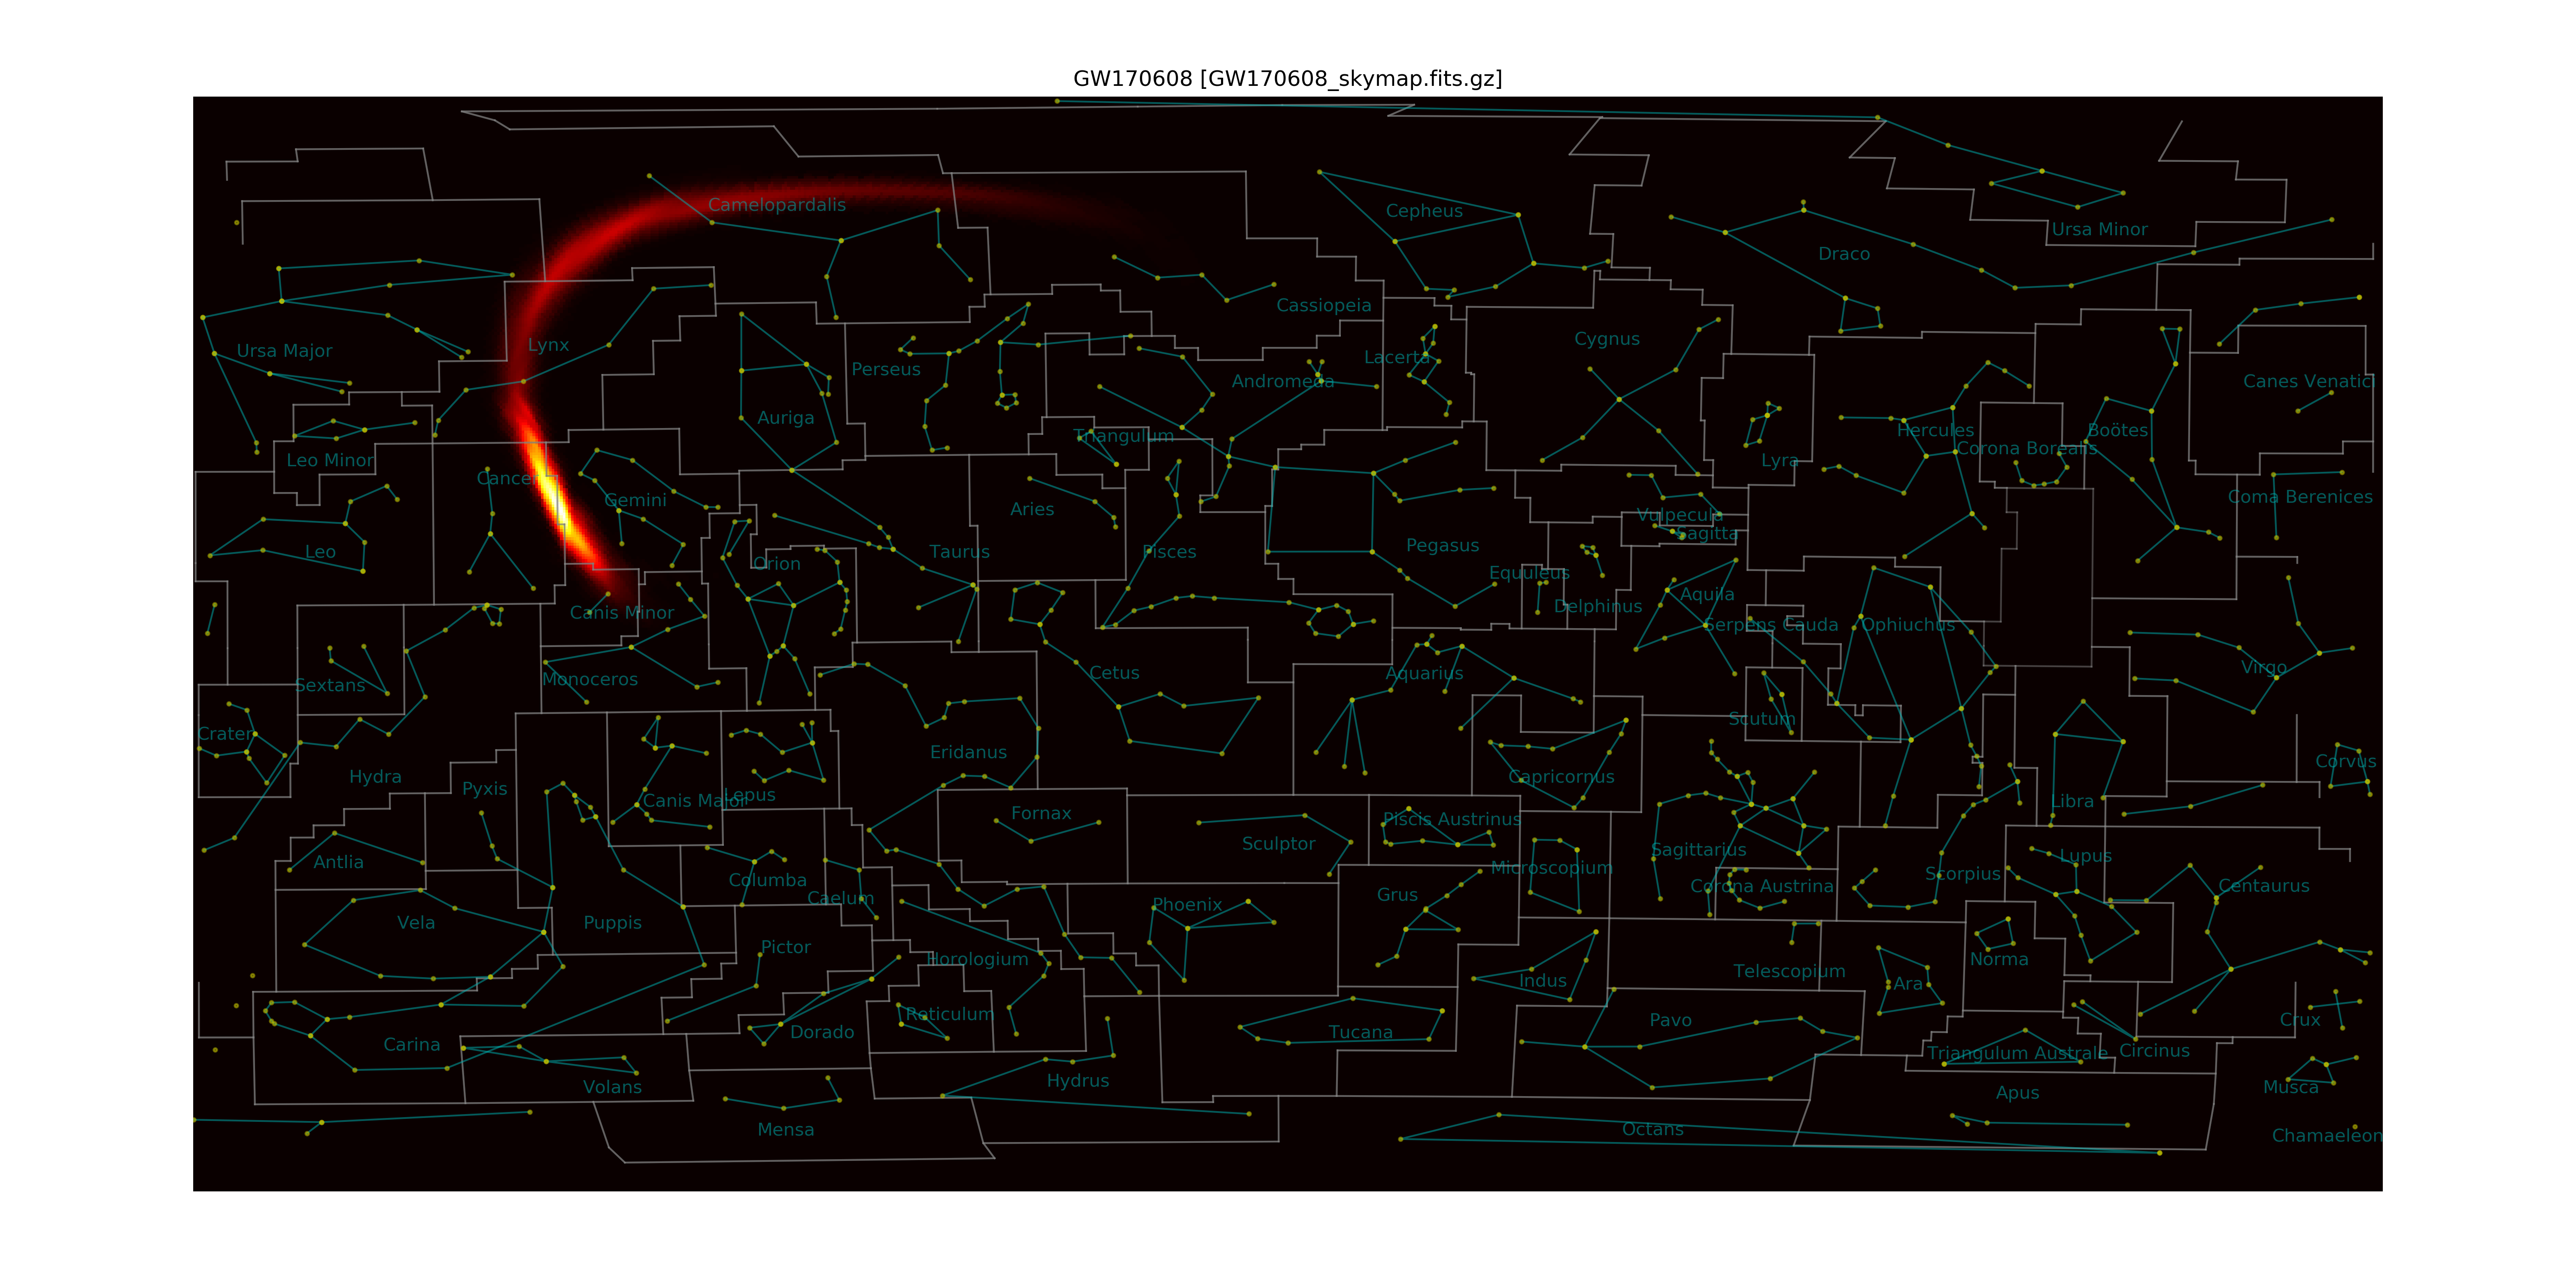 GW170608 [GW170608_skymap.fits.gz]
Camelopardalis
Cepheus
Ursa Minor
Draco
Cassiopeia
Cygnus
Lynx
Ursa Major
Lacerta
Perseus
Andromeda
Canes Venatici
Auriga
Triangulum
Hercules
Boötes
Corona Borealis
Leo Minor
Lyra
Cancer
Gemini
Coma Berenices
Aries
Vulpecula
Sagitta
Pegasus
Leo
Taurus
Pisces
Orion
Equuleus
Aquila
Delphinus
Canis Minor
Serpens Cauda
Ophiuchus
Virgo
Cetus
Aquarius
Monoceros
Sextans
Scutum
Crater
Eridanus
Corvus
Hydra
Capricornus
Pyxis
Lepus
Canis Major
Libra
Fornax
Piscis Austrinus
Sculptor
Sagittarius
Lupus
Antlia
Microscopium
Scorpius
Columba
Corona Austrina
Centaurus
Grus
Caelum
Phoenix
Vela
Puppis
Pictor
Horologium
Norma
Telescopium
Indus
Ara
Reticulum
Pavo
Crux
Dorado
Tucana
Carina
Circinus
Triangulum Australe
Hydrus
Volans
Musca
Apus
Mensa
Octans
Chamaeleon